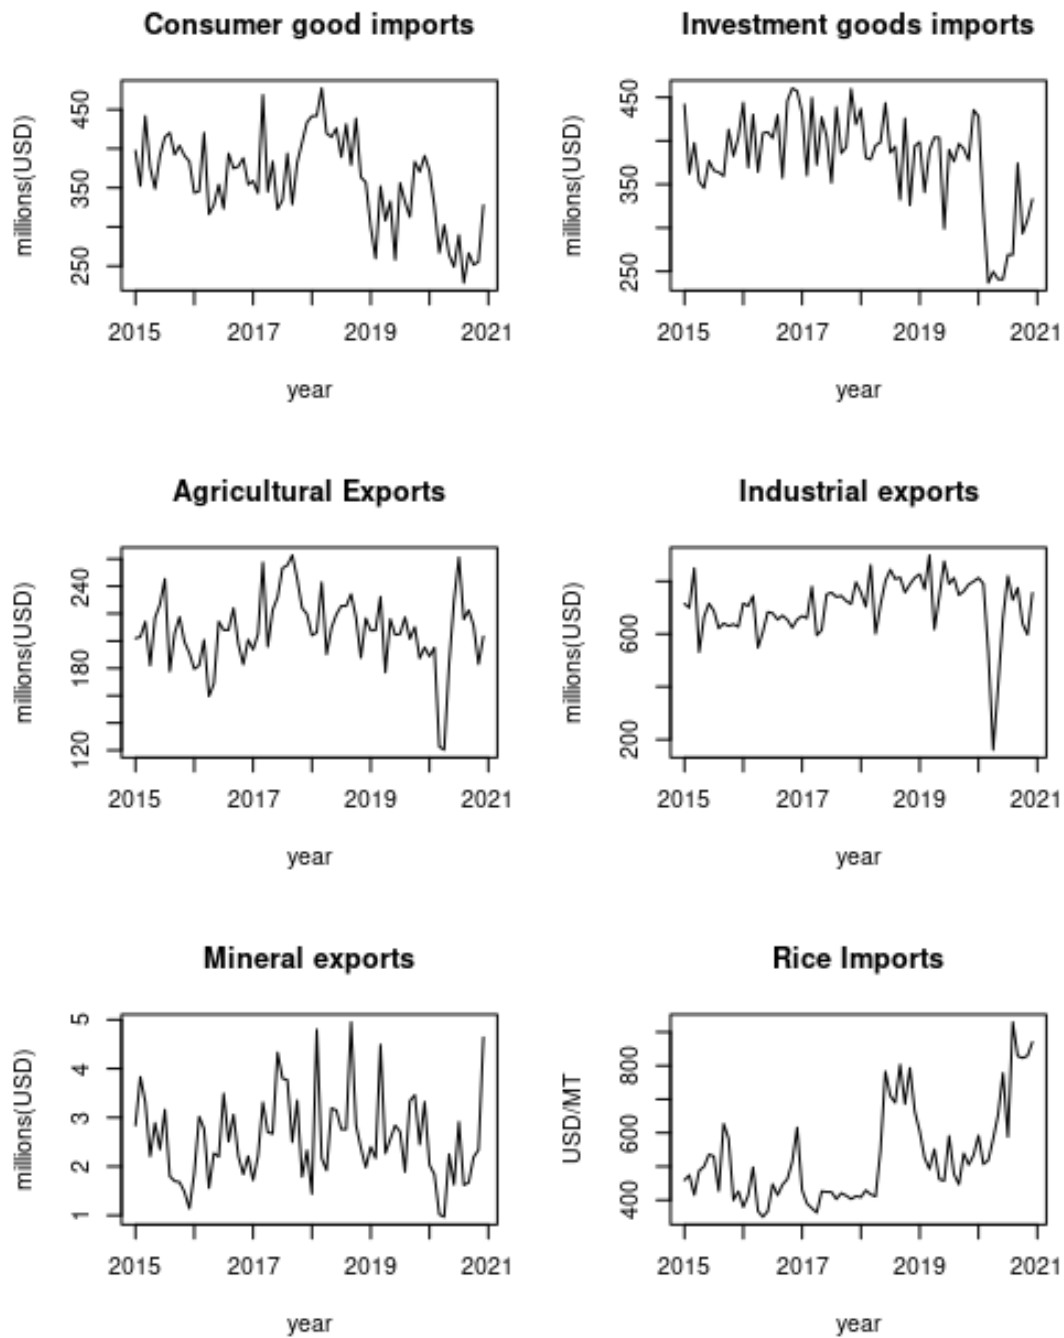 Consumer good imports
millions(USD)
450
350
250
2015 2017 2019 2021
year
Investment goods imports
millions(USD)
450
350
250
2015 2017 2019 2021
year
Agricultural Exports
millions(USD)
240
180
120
2015 2017 2019 2021
year
Industrial exports
millions(USD)
600
200
2015 2017 2019 2021
year
Mineral exports
millions(USD)
5
4
3
2
1
2015 2017 2019 2021
year
Rice Imports
USD/MT
800
600
400
2015 2017 2019 2021
year